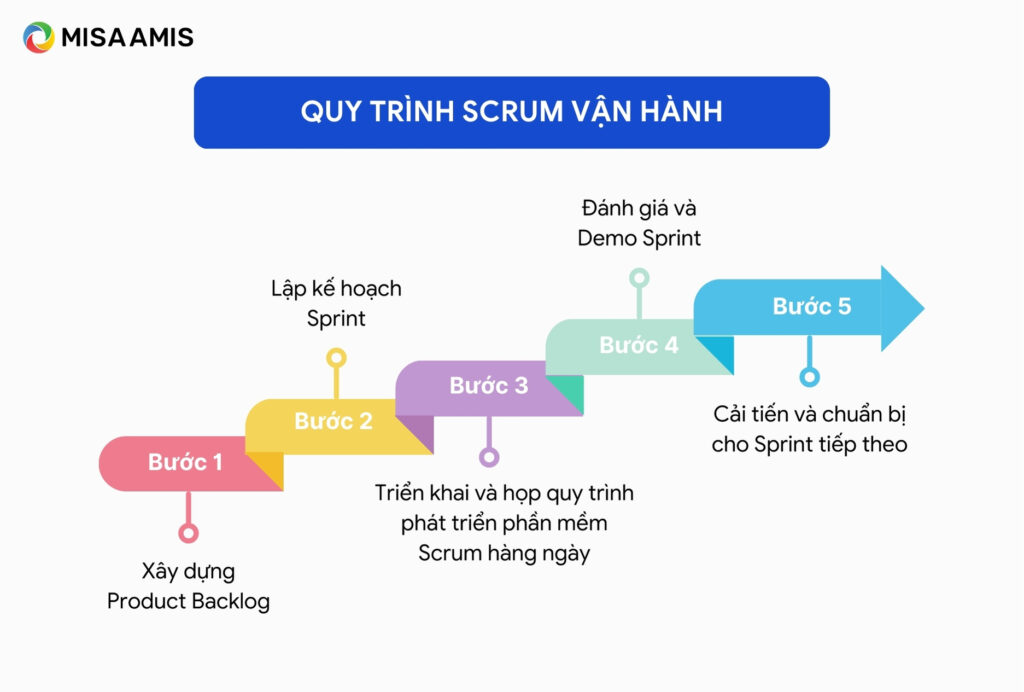 MISA AMIS
QUY TRÌNH SCRUM VẬN HÀNH
Bước 1
Xây dựng
Product Backlog
Bước 2
Lập kế hoạch
Sprint
Bước 3
Triển khai và họp quy trình
phát triển phần mềm
Scrum hàng ngày
Bước 4
Đánh giá và
Demo Sprint
Bước 5
Cải tiến và chuẩn bị
cho Sprint tiếp theo